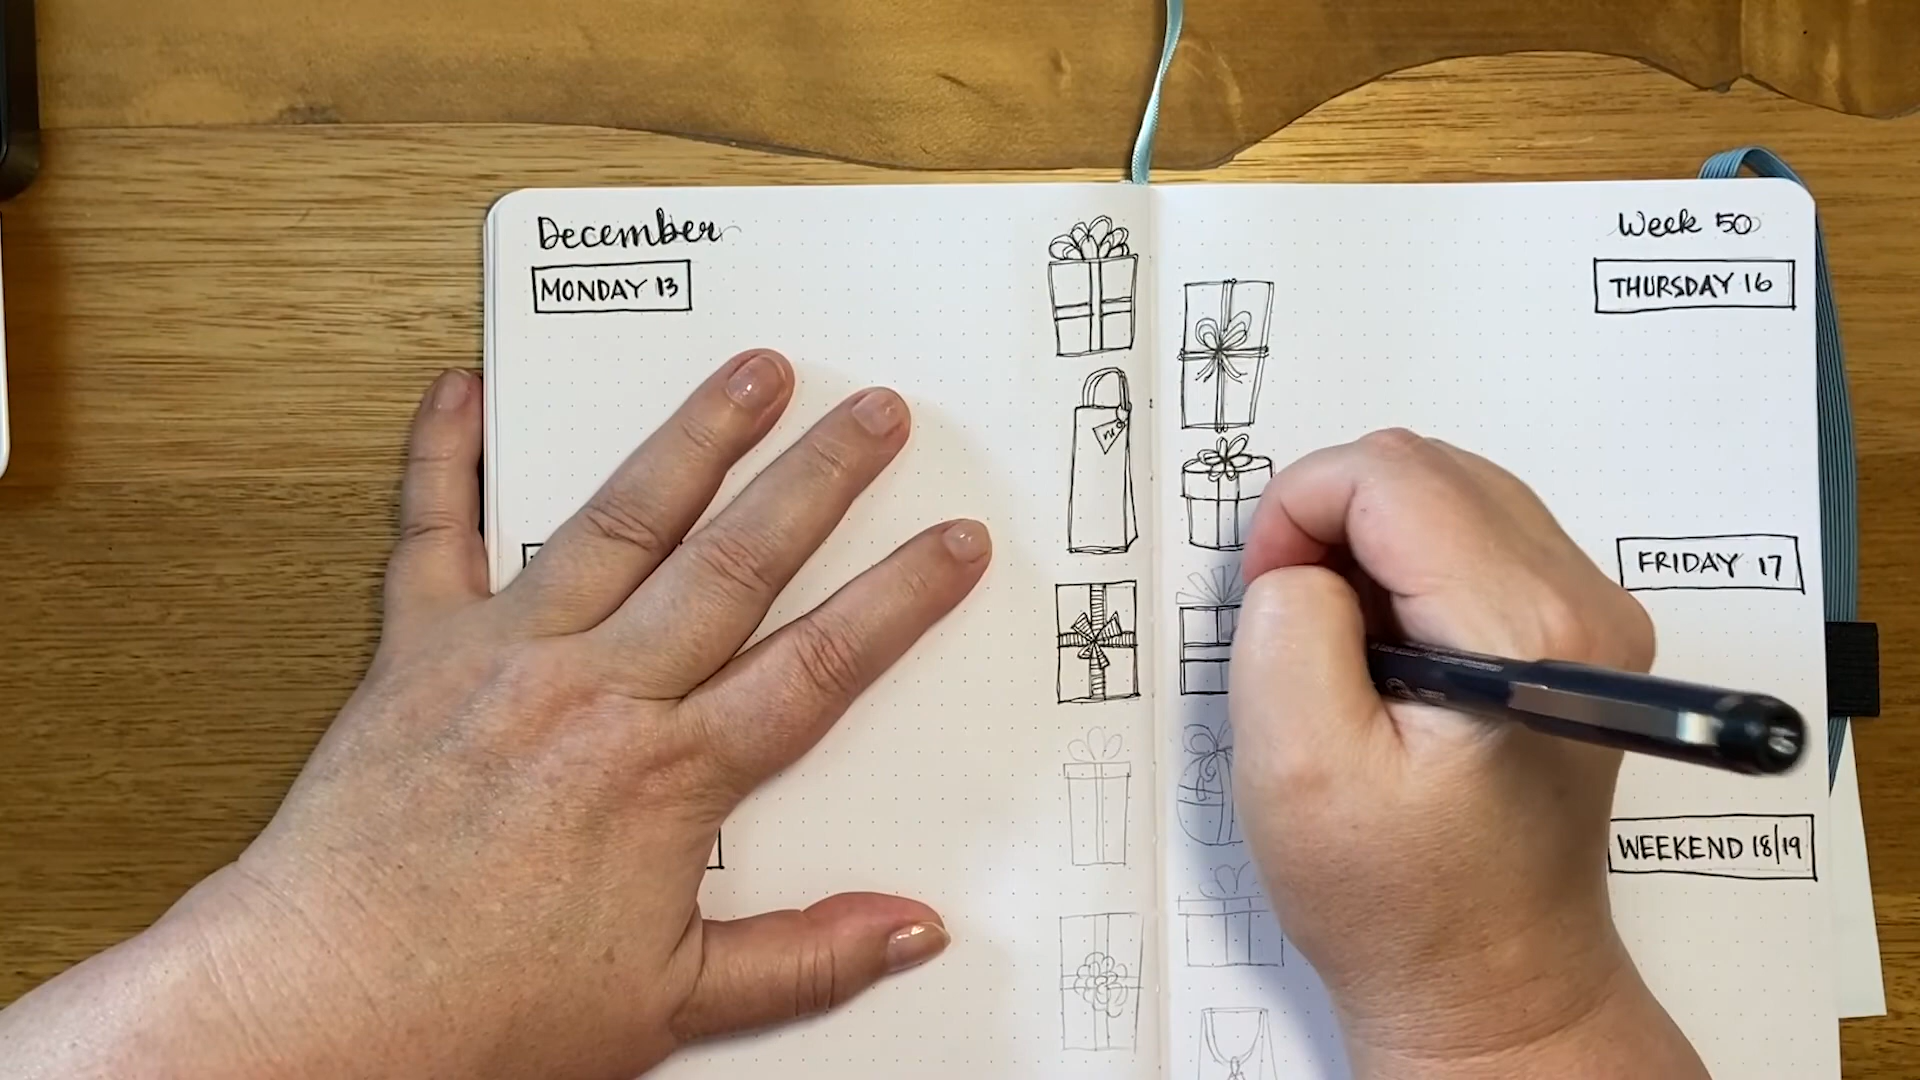 December
MONDAY 13
Week 50
THURSDAY 16
FRIDAY 17
WEEKEND 18/19